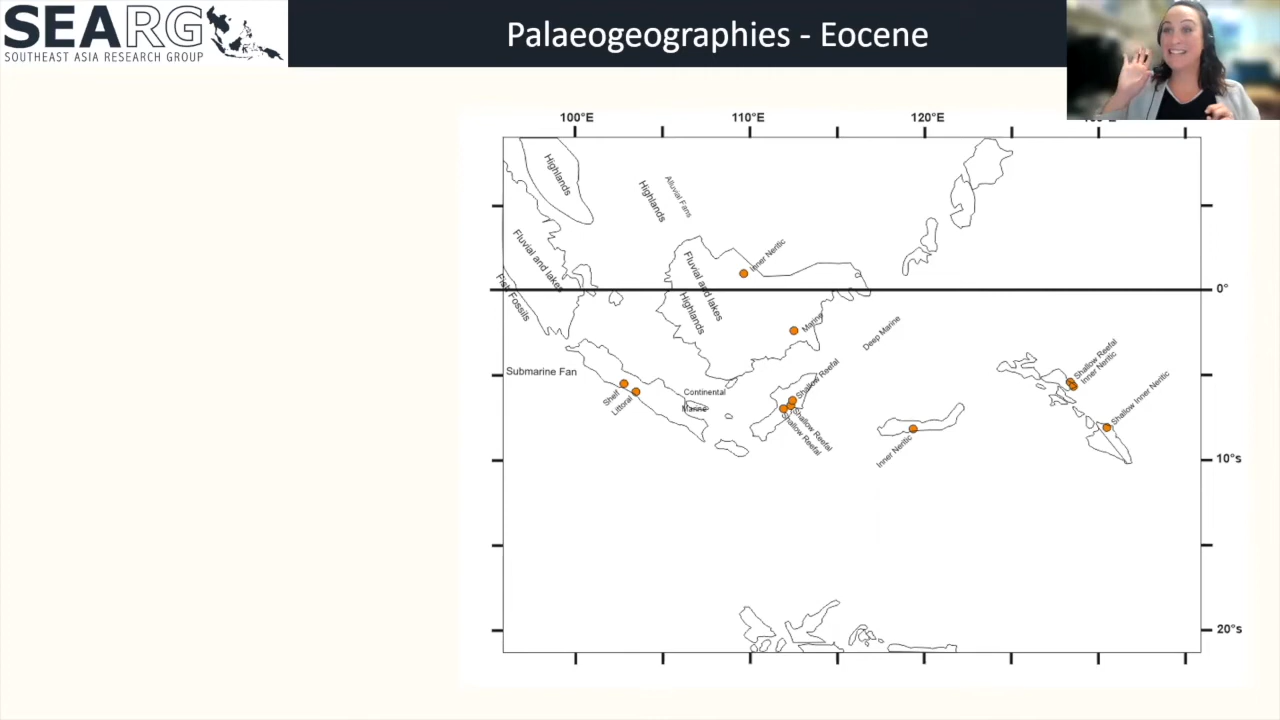 SEARG
SOUTHEAST ASIA RESEARCH GROUP
Palaeogeographies - Eocene
100°E
110°E
120°E
Highlands
Highlands
Alluvial Fans
Fluvial and lakes
Fish Fossils
Fluvial and lakes
Highlands
Inner Neritic
0°
Marine
Deep Marine
Submarine Fan
Shelf
Littoral
Continental
Marine
Shallow Reefal
Shallow Reefal
Shallow Reefal
Inner Neritic
Shallow Reefal
Inner Neritic
Shallow Inner Neritic
10°s
20°s